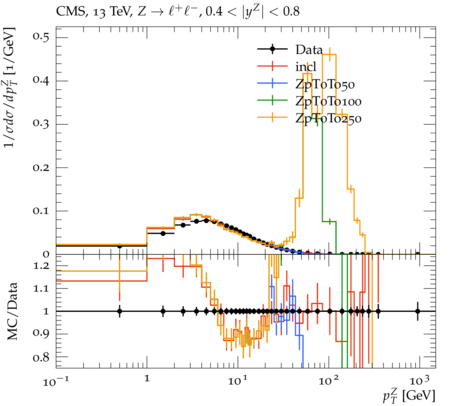 CMS, 13 TeV, Z → ℓ⁺ℓ⁻, 0.4 < |y^Z| < 0.8
1/σdσ/dp_T^Z [1/GeV]
0.5
0.4
0.3
0.2
0.1
0
Data
incl
ZpToTo50
ZpToTo100
ZpToTo250
MC/Data
1.2
1.1
1
0.9
0.8
10⁻¹ 1 10¹ 10² 10³
p_T^Z [GeV]